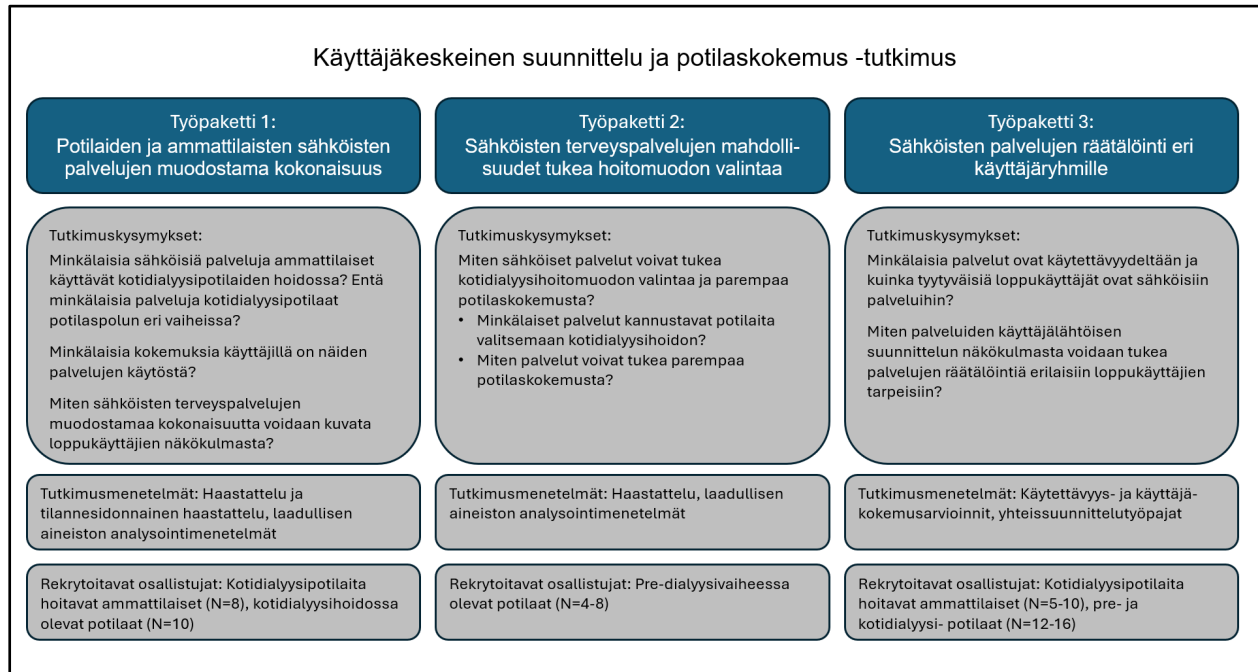 Käyttäjäkeskeinen suunnittelu ja potilaskokemus -tutkimus
Työpaketti 1:
Potilaiden ja ammattilaisten sähköisten
palvelujen muodostama kokonaisuus
Tutkimuskysymykset:
Minkälaisia sähköisiä palveluja ammattilaiset
käyttävät kotidialyysipotilaiden hoidossa? Entä
minkälaisia palveluja kotidialyysipotilaat
potilaspolun eri vaiheissa?
Minkälaisia kokemuksia käyttäjillä on näiden
palvelujen käytöstä?
Miten sähköisten terveyspalvelujen
muodostamaa kokonaisuutta voidaan kuvata
loppukäyttäjien näkökulmasta?
Tutkimusmenetelmät: Haastattelu ja
tilannesidonnainen haastattelu, laadullisen
aineiston analysointimenetelmät
Rekrytoitavat osallistujat: Kotidialyysipotilaita
hoitavat ammattilaiset (N=8), kotidialyysihoidossa
olevat potilaat (N=10)
Työpaketti 2:
Sähköisten terveyspalvelujen mahdolli-
suudet tukea hoitomuodon valintaa
Tutkimuskysymykset:
Miten sähköiset palvelut voivat tukea
kotidialyysihoitomuodon valintaa ja parempaa
potilaskokemusta?
• Minkälaiset palvelut kannustavat potilaita
valitsemaan kotidialyysihoidon?
• Miten palvelut voivat tukea parempaa
potilaskokemusta?
Tutkimusmenetelmät: Haastattelu, laadullisen
aineiston analysointimenetelmät
Rekrytoitavat osallistujat: Pre-dialyysivaiheessa
olevat potilaat (N=4-8)
Työpaketti 3:
Sähköisten palvelujen räätälöinti eri
käyttäjäryhmille
Tutkimuskysymykset:
Minkälaisia palvelut ovat käytettävyydeltään ja
kuinka tyytyväisiä loppukäyttäjät ovat sähköisiin
palveluihin?
Miten palveluiden käyttäjälähtöisen
suunnittelun näkökulmasta voidaan tukea
palvelujen räätälöintiä erilaisiin loppukäyttäjien
tarpeisiin?
Tutkimusmenetelmät: Käytettävyys- ja käyttäjä-
kokemusarvioinnit, yhteissuunnittelutyöpajat
Rekrytoitavat osallistujat: Kotidialyysipotilaita
hoitavat ammattilaiset (N=5-10), pre- ja
kotidialyysi- potilaat (N=12-16)